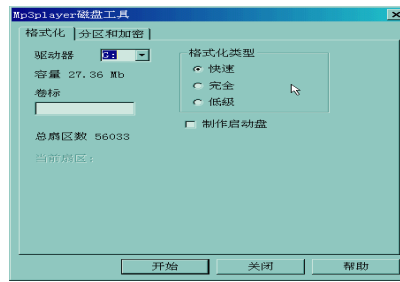 Mp3player磁盘工具
格式化 分区和加密
驱动器 G:
容量 27.36 Mb
卷标
总扇区数 56033
当前扇区:
格式化类型
快速
完全
低级
制作启动盘
开始 关闭 帮助